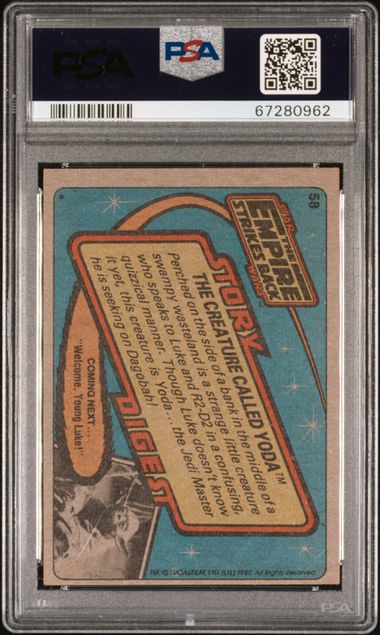 PSA
PSA
67280962
58
STAR WARS
THE EMPIRE
STRIKES BACK
STORY
THE CREATURE CALLED YODA™
Perched on the side of a bank in the middle of a
swampy wasteland is a strange little creature
who speaks to Luke and R2-D2 in a confusing,
quizzical manner. Though Luke doesn't know
it yet, this creature is Yoda . . . the Jedi Master
he is seeking on Dagobah!
DIGEST
COMING NEXT...
"Welcome, Young Luke!"
TM: © LUCASFILM, LTD. (LFL) 1980. All Rights Reserved